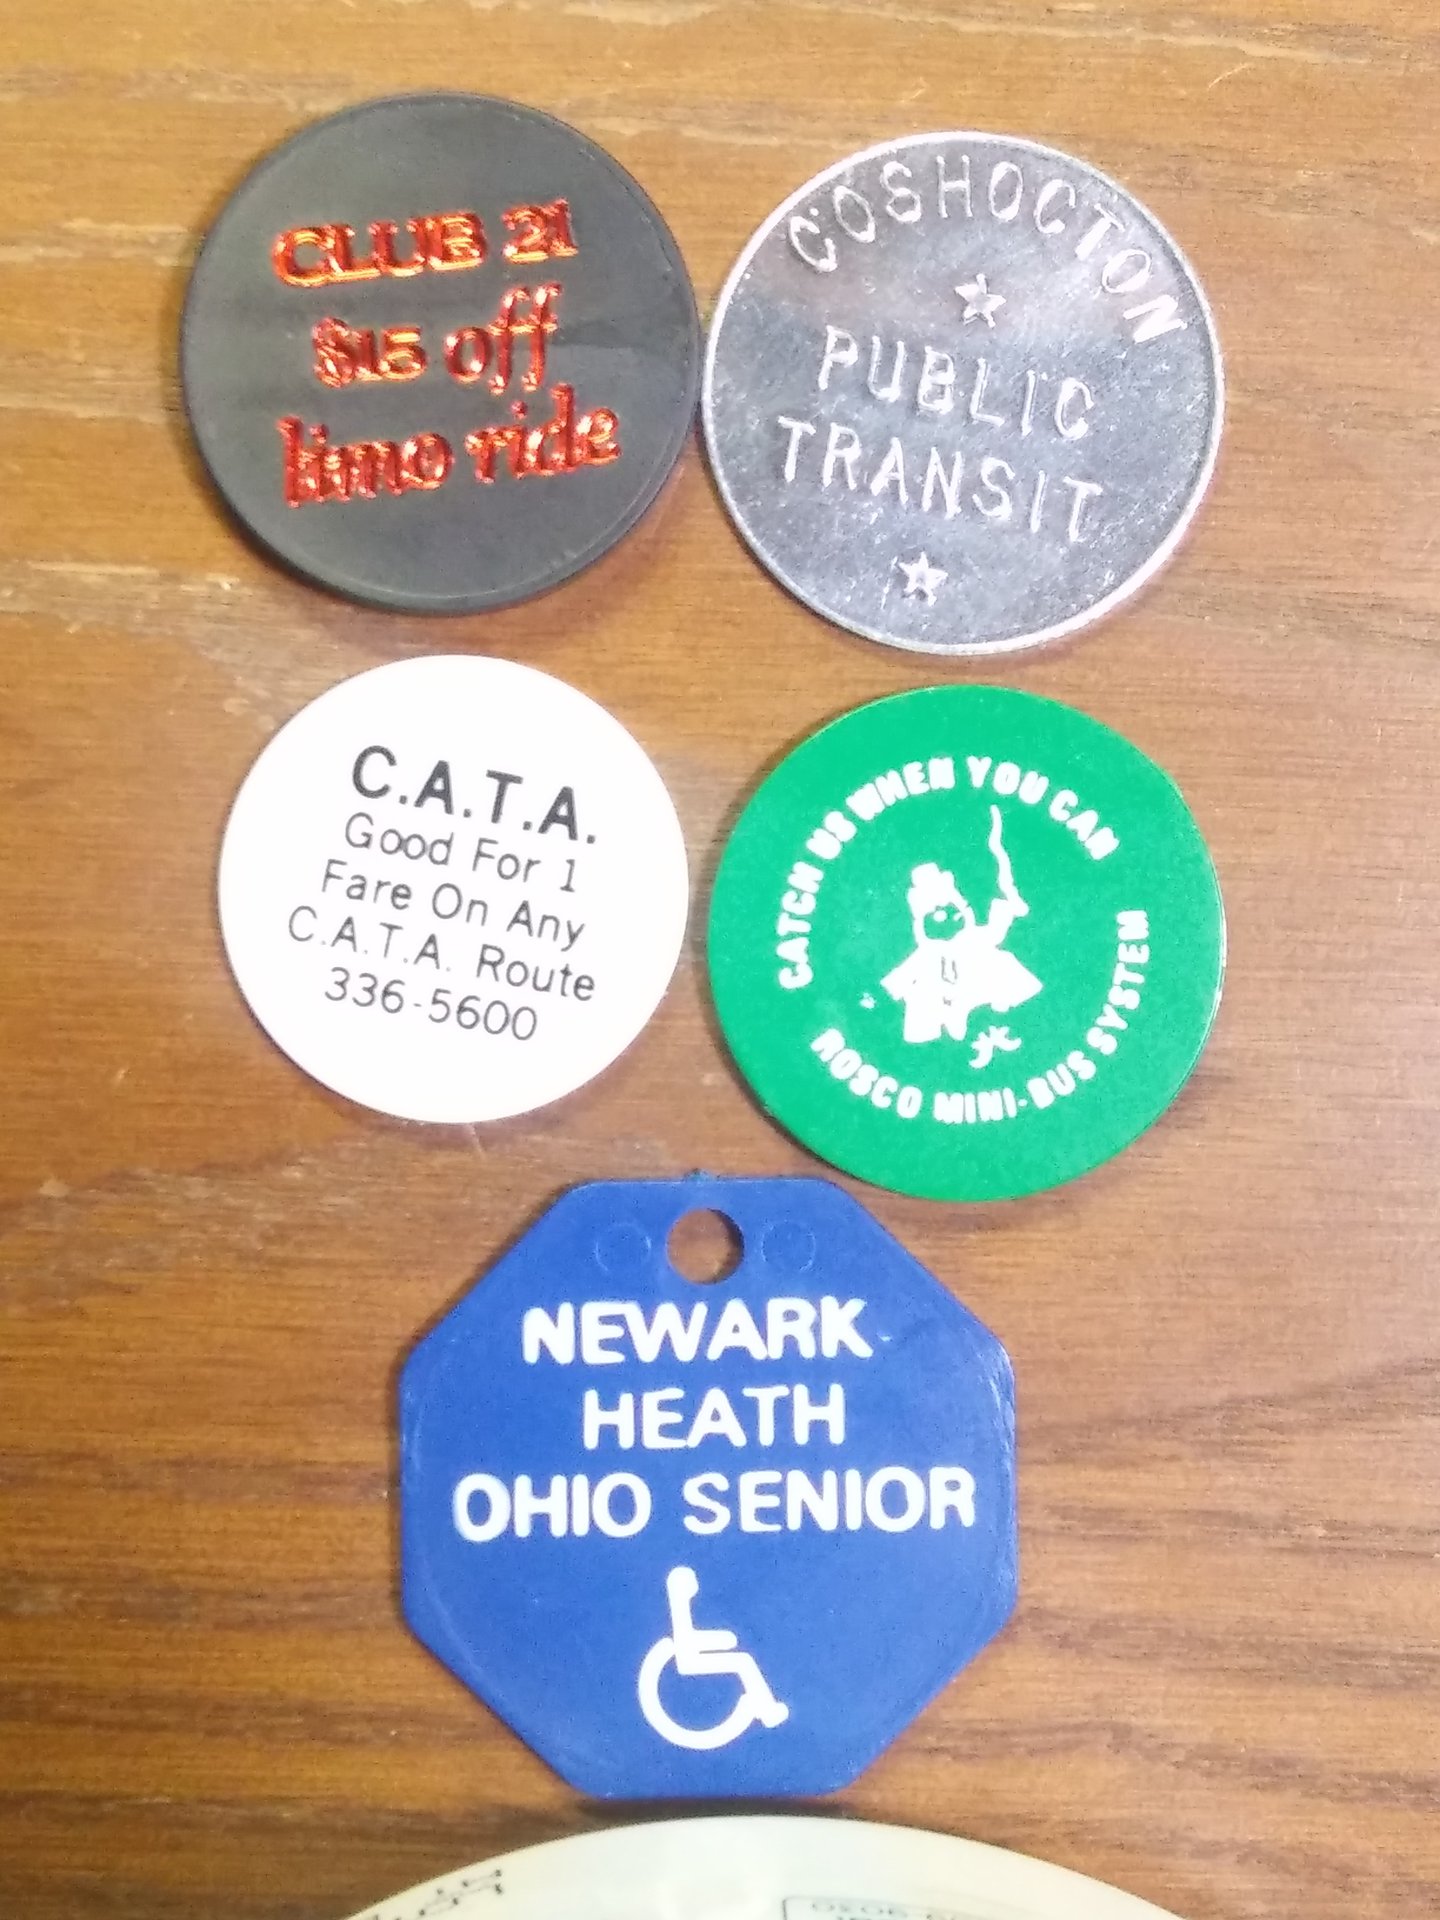 CLUB 21
$15 off
limo ride
COSHOCTON
PUBLIC
TRANSIT
C.A.T.A.
Good For 1
Fare On Any
C.A.T.A. Route
336-5600
CATCH US WHEN YOU CAN
ROSCO MINI-BUS SYSTEM
NEWARK
HEATH
OHIO SENIOR